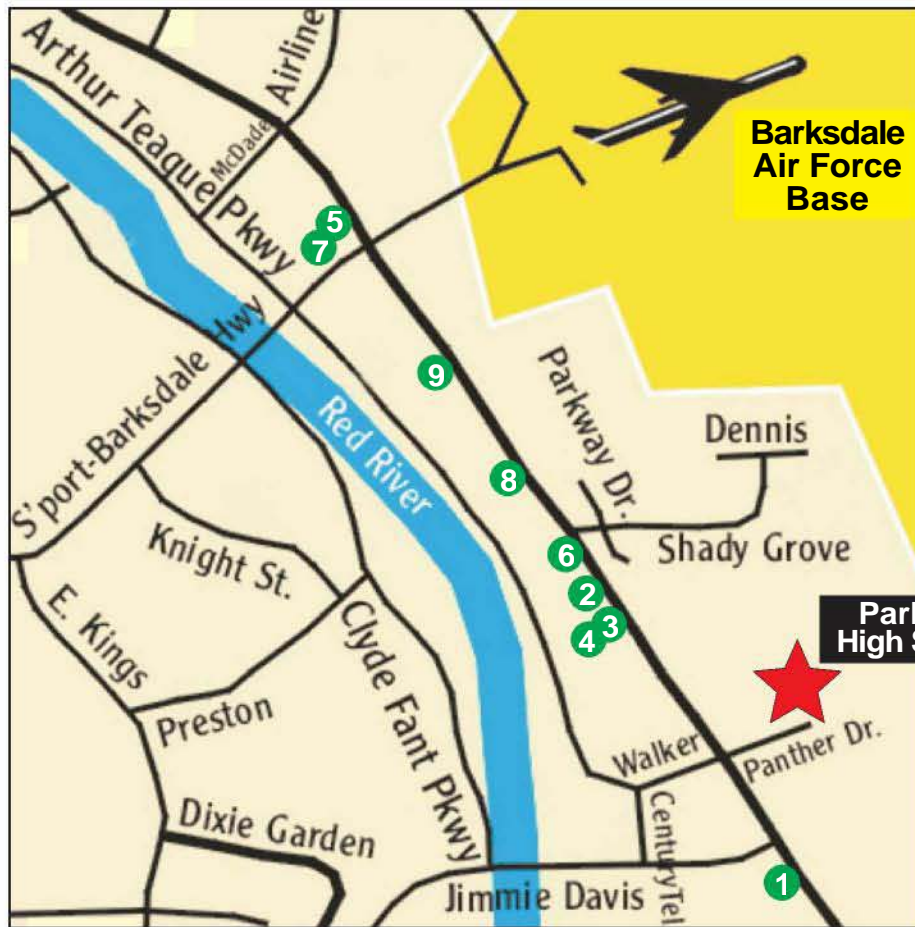 Arthur Teaque Pkwy
McDade
Airline
Barksdale
Air Force
Base
5
7
S'port-Barksdale Hwy
9
Red River
Parkway Dr.
Dennis
8
Shady Grove
6
Knight St.
2
3
4
E. Kings
Clyde Fant Pkwy
High
Preston
Walker
Panther Dr.
Dixie Garden
CenturyTel
Jimmie Davis
1